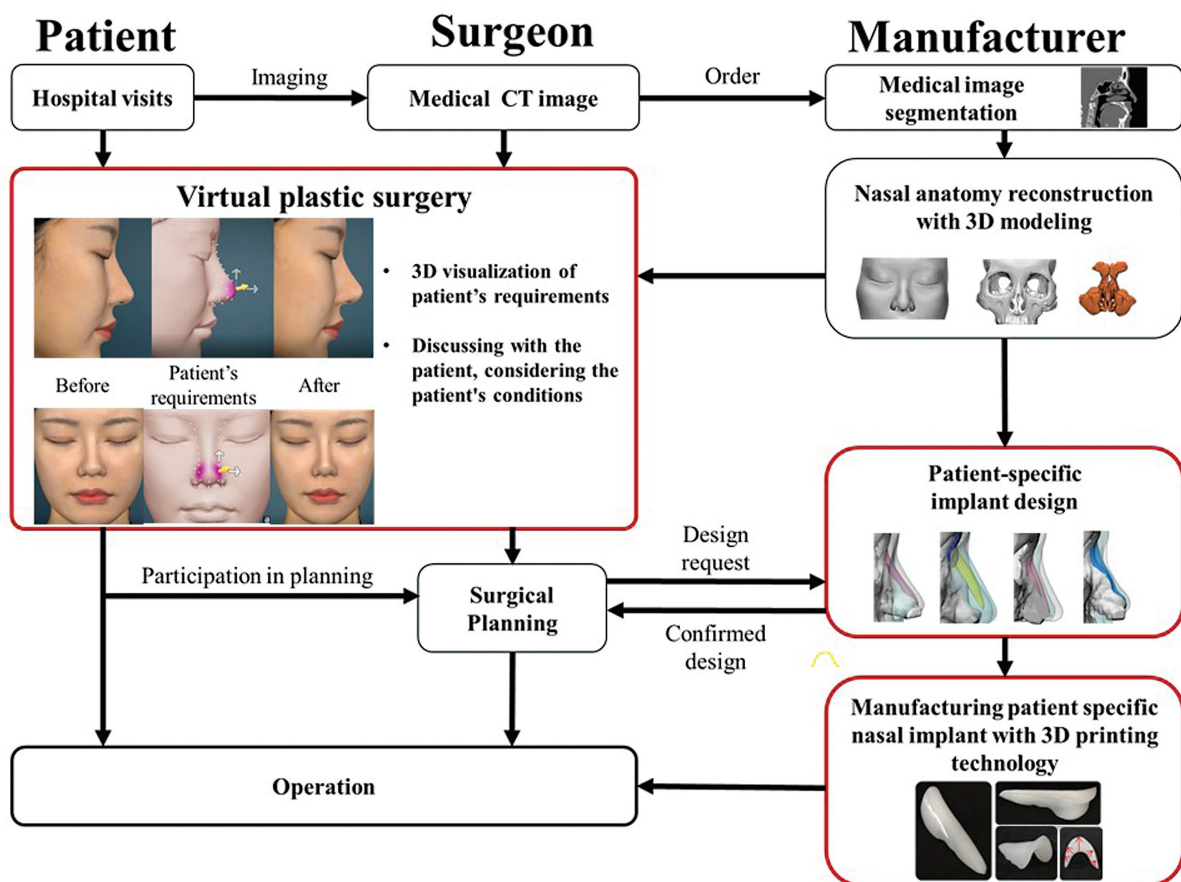 Patient
Surgeon
Manufacturer
Hospital visits
Imaging
Medical CT image
Order
Medical image
segmentation
Virtual plastic surgery
• 3D visualization of
patient’s requirements
• Discussing with the
patient, considering the
patient's conditions
Before
Patient’s
requirements
After
Nasal anatomy reconstruction
with 3D modeling
Patient-specific
implant design
Participation in planning
Surgical
Planning
Design
request
Confirmed
design
Manufacturing patient specific
nasal implant with 3D printing
technology
Operation